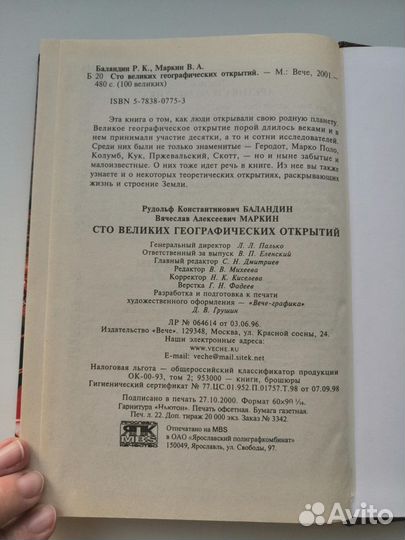 Баландин Р. К., Маркин В. А.
Б 20 Сто великих географических открытий. — М.: Вече, 2001.—
480 с. (100 великих)
ISBN 5-7838-0775-3
Эта книга о том, как люди открывали свою родную планету.
Великое географическое открытие порой длилось веками и в
нем принимали участие десятки, а то и сотни исследователей.
Среди них были не только знаменитые — Геродот, Марко Поло,
Колумб, Кук, Пржевальский, Скотт, — но и ныне забытые и
малоизвестные. О них тоже идет речь в книге. Из нее вы также
узнаете и о некоторых теоретических открытиях, раскрывающих
жизнь и строение Земли.
Рудольф Константинович БАЛАНДИН
Вячеслав Алексеевич МАРКИН
СТО ВЕЛИКИХ ГЕОГРАФИЧЕСКИХ ОТКРЫТИЙ
Генеральный директор Л. Л. Палько
Ответственный за выпуск В. П. Еленский
Главный редактор С. Н. Дмитриев
Редактор В. В. Михеева
Корректор Н. К. Киселева
Верстка Г. Н. Фадеев
Разработка и подготовка к печати
художественного оформления — «Вече-графика»
Д. В. Грушин
ЛР № 064614 от 03.06.96.
Издательство «Вече». 129348, Москва, ул. Красной сосны, 24.
Наши электронные адреса:
www.VECHE.RU
E-mail: veche@mail.sitek.net
Налоговая льгота — общероссийский классификатор продукции
ОК-00-93, том 2; 953000 — книги, брошюры
Гигиенический сертификат № 77.ЦС.01.952.П.01757.Т.98 от 07.09.98
Подписано в печать 27.10.2000. Формат 60×90 1/16.
Гарнитура «Ньютон». Печать офсетная. Бумага газетная.
Печ. л. 22. Доп. тираж 20 000 экз. Заказ № 3342.
ЯПК
MBS
Отпечатано на MBS
в ОАО «Ярославский полиграфкомбинат»
150049, Ярославль, ул. Свободы, 97.
Avito